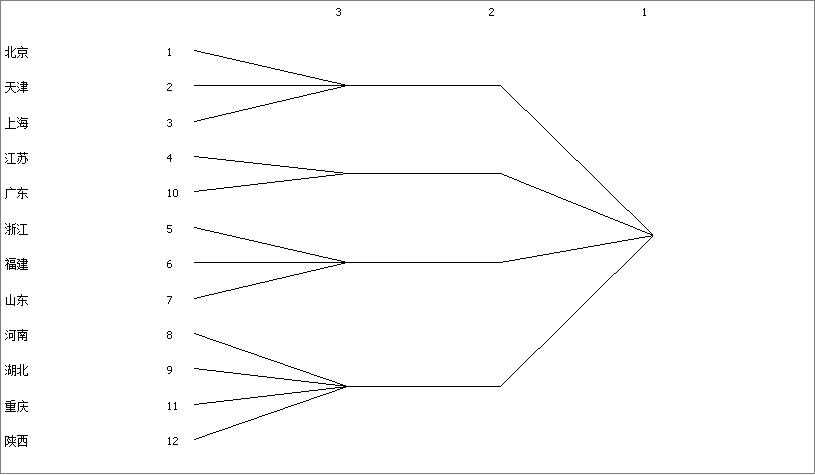 3 2 1
北京 1
天津 2
上海 3
江苏 4
广东 10
浙江 5
福建 6
山东 7
河南 8
湖北 9
重庆 11
陕西 12